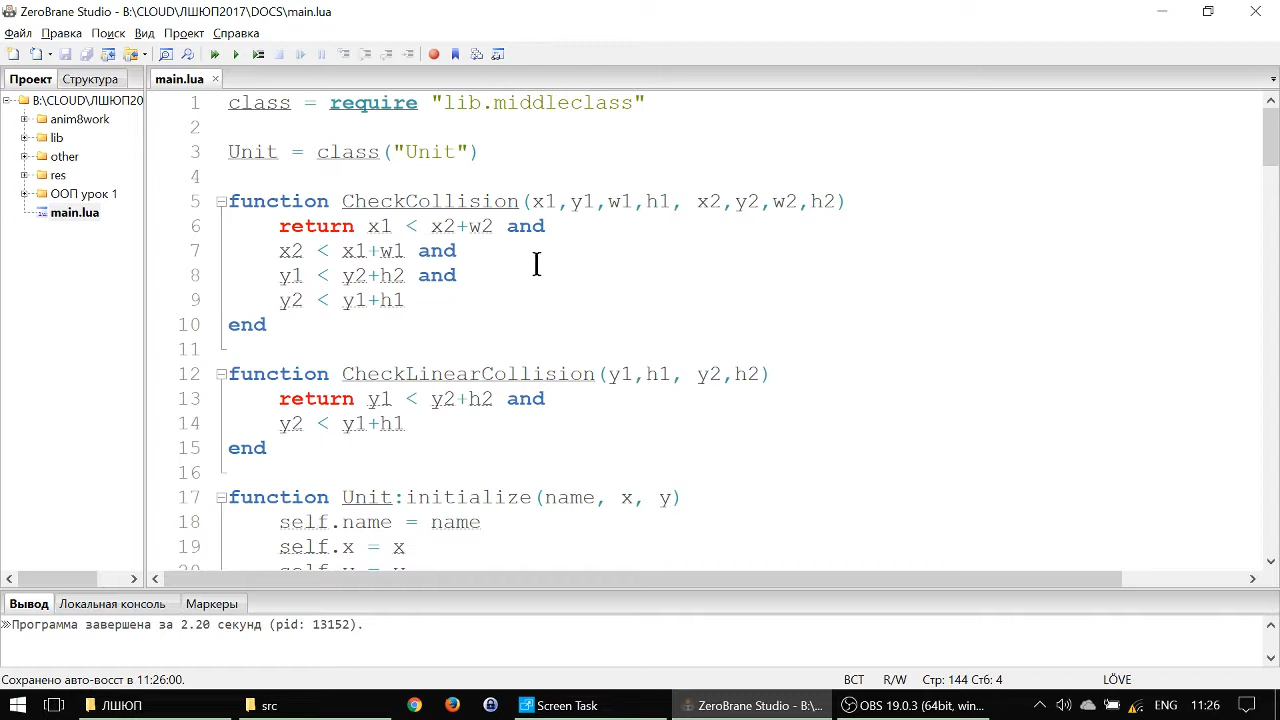 ZeroBrane Studio - B:\CLOUD\ЛШЮП2017\DOCS\main.lua
Файл Правка Поиск Вид Проект Справка
Проект Структура
main.lua
B:\CLOUD\ЛШЮП20
anim8work
lib
other
res
ООП урок 1
main.lua
1 class = require "lib.middleclass"
2
3 Unit = class("Unit")
4
5 function CheckCollision(x1,y1,w1,h1, x2,y2,w2,h2)
6 return x1 < x2+w2 and
7 x2 < x1+w1 and
8 y1 < y2+h2 and
9 y2 < y1+h1
10 end
11
12 function CheckLinearCollision(y1,h1, y2,h2)
13 return y1 < y2+h2 and
14 y2 < y1+h1
15 end
16
17 function Unit:initialize(name, x, y)
18 self.name = name
19 self.x = x
20 self.y = y
Вывод Локальная консоль Маркеры
Программа завершена за 2.20 секунд (pid: 13152).
Сохранено авто-восст в 11:26:00. ВСТ R/W Стр: 144 Стб: 4 LÖVE
ЛШЮП src Screen Task ZeroBrane Studio - B:\... OBS 19.0.3 (64bit, win... ENG 11:26